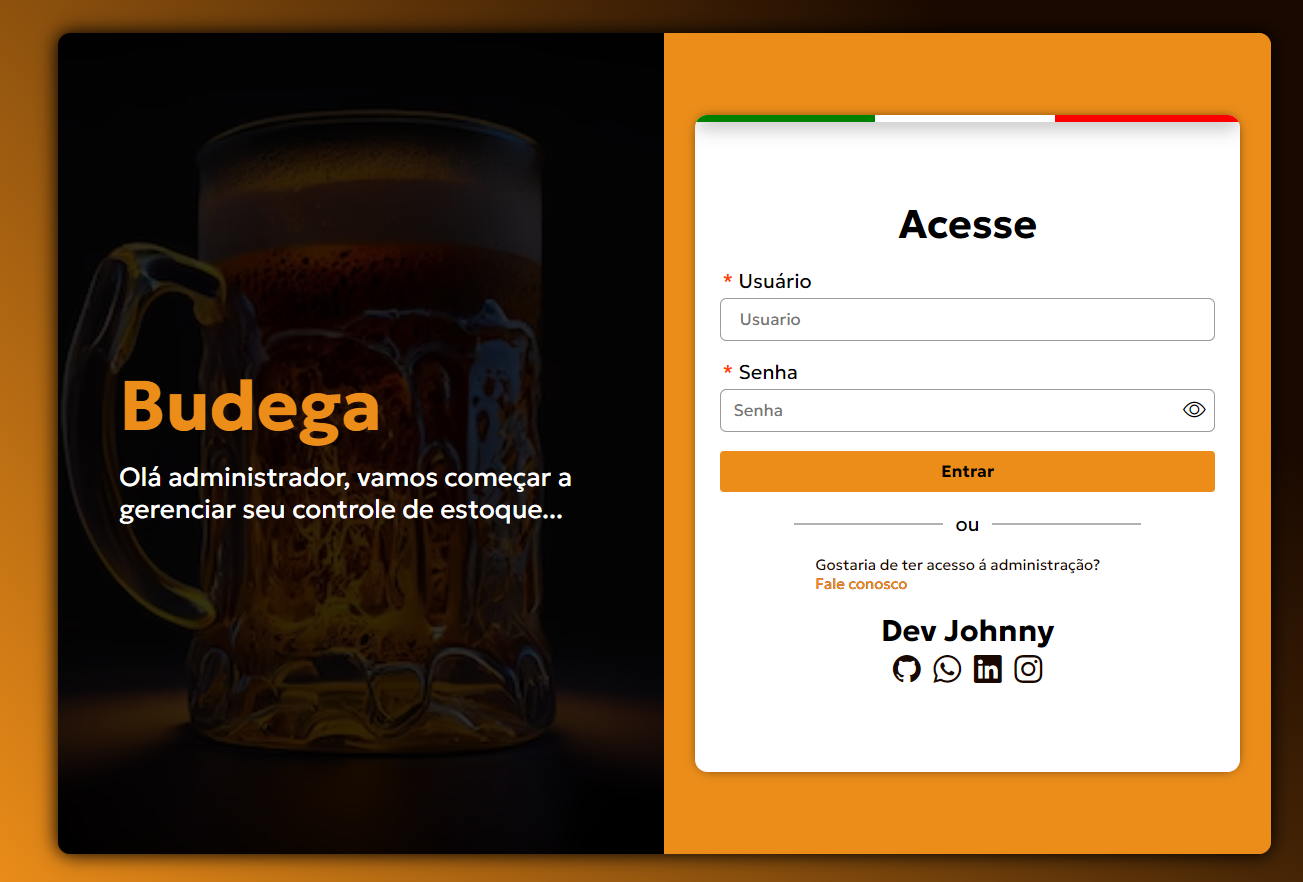 Budega
Olá administrador, vamos começar a
gerenciar seu controle de estoque...
Acesse
* Usuário
Usuario
* Senha
Senha
Entrar
ou
Gostaria de ter acesso á administração?
Fale conosco
Dev Johnny
in